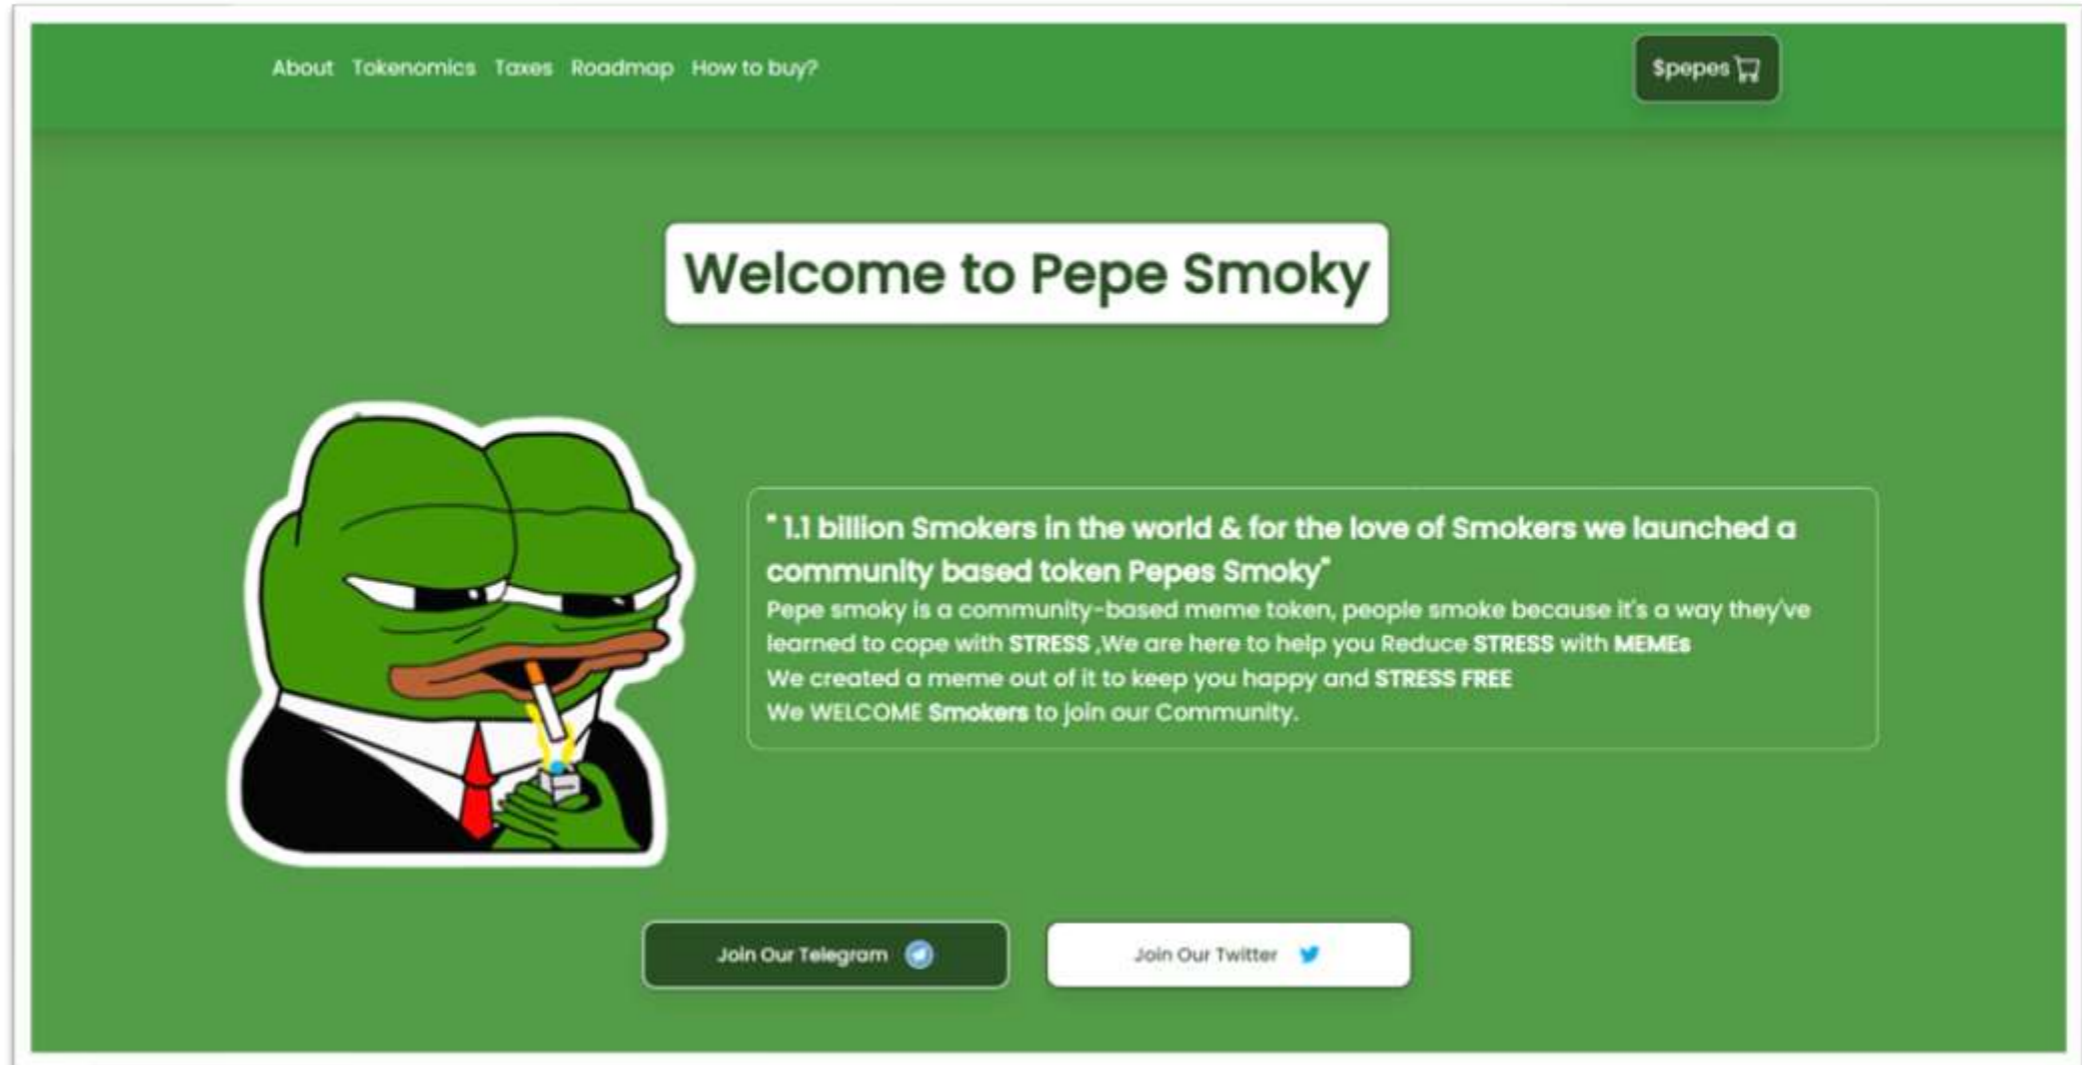 About Tokenomics Taxes Roadmap How to buy?
$pepes
Welcome to Pepe Smoky
" 1.1 billion Smokers in the world & for the love of Smokers we launched a
community based token Pepes Smoky"
Pepe smoky is a community-based meme token, people smoke because it's a way they've
learned to cope with STRESS ,We are here to help you Reduce STRESS with MEMEs
We created a meme out of it to keep you happy and STRESS FREE
We WELCOME Smokers to join our Community.
Join Our Telegram
Join Our Twitter